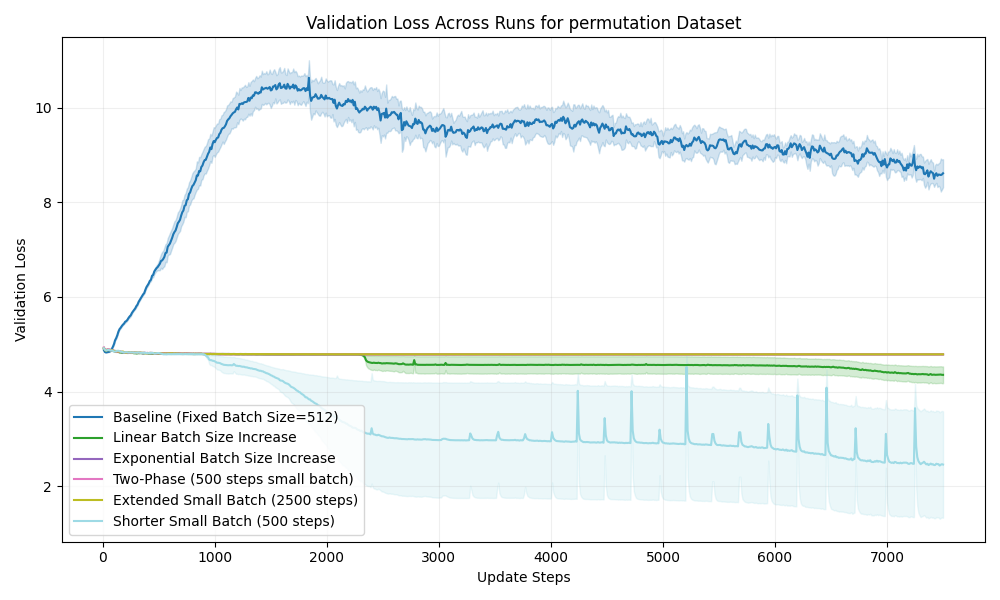 Validation Loss Across Runs for permutation Dataset
Validation Loss
10
8
6
4
2
Baseline (Fixed Batch Size=512)
Linear Batch Size Increase
Exponential Batch Size Increase
Two-Phase (500 steps small batch)
Extended Small Batch (2500 steps)
Shorter Small Batch (500 steps)
0 1000 2000 3000 4000 5000 6000 7000
Update Steps